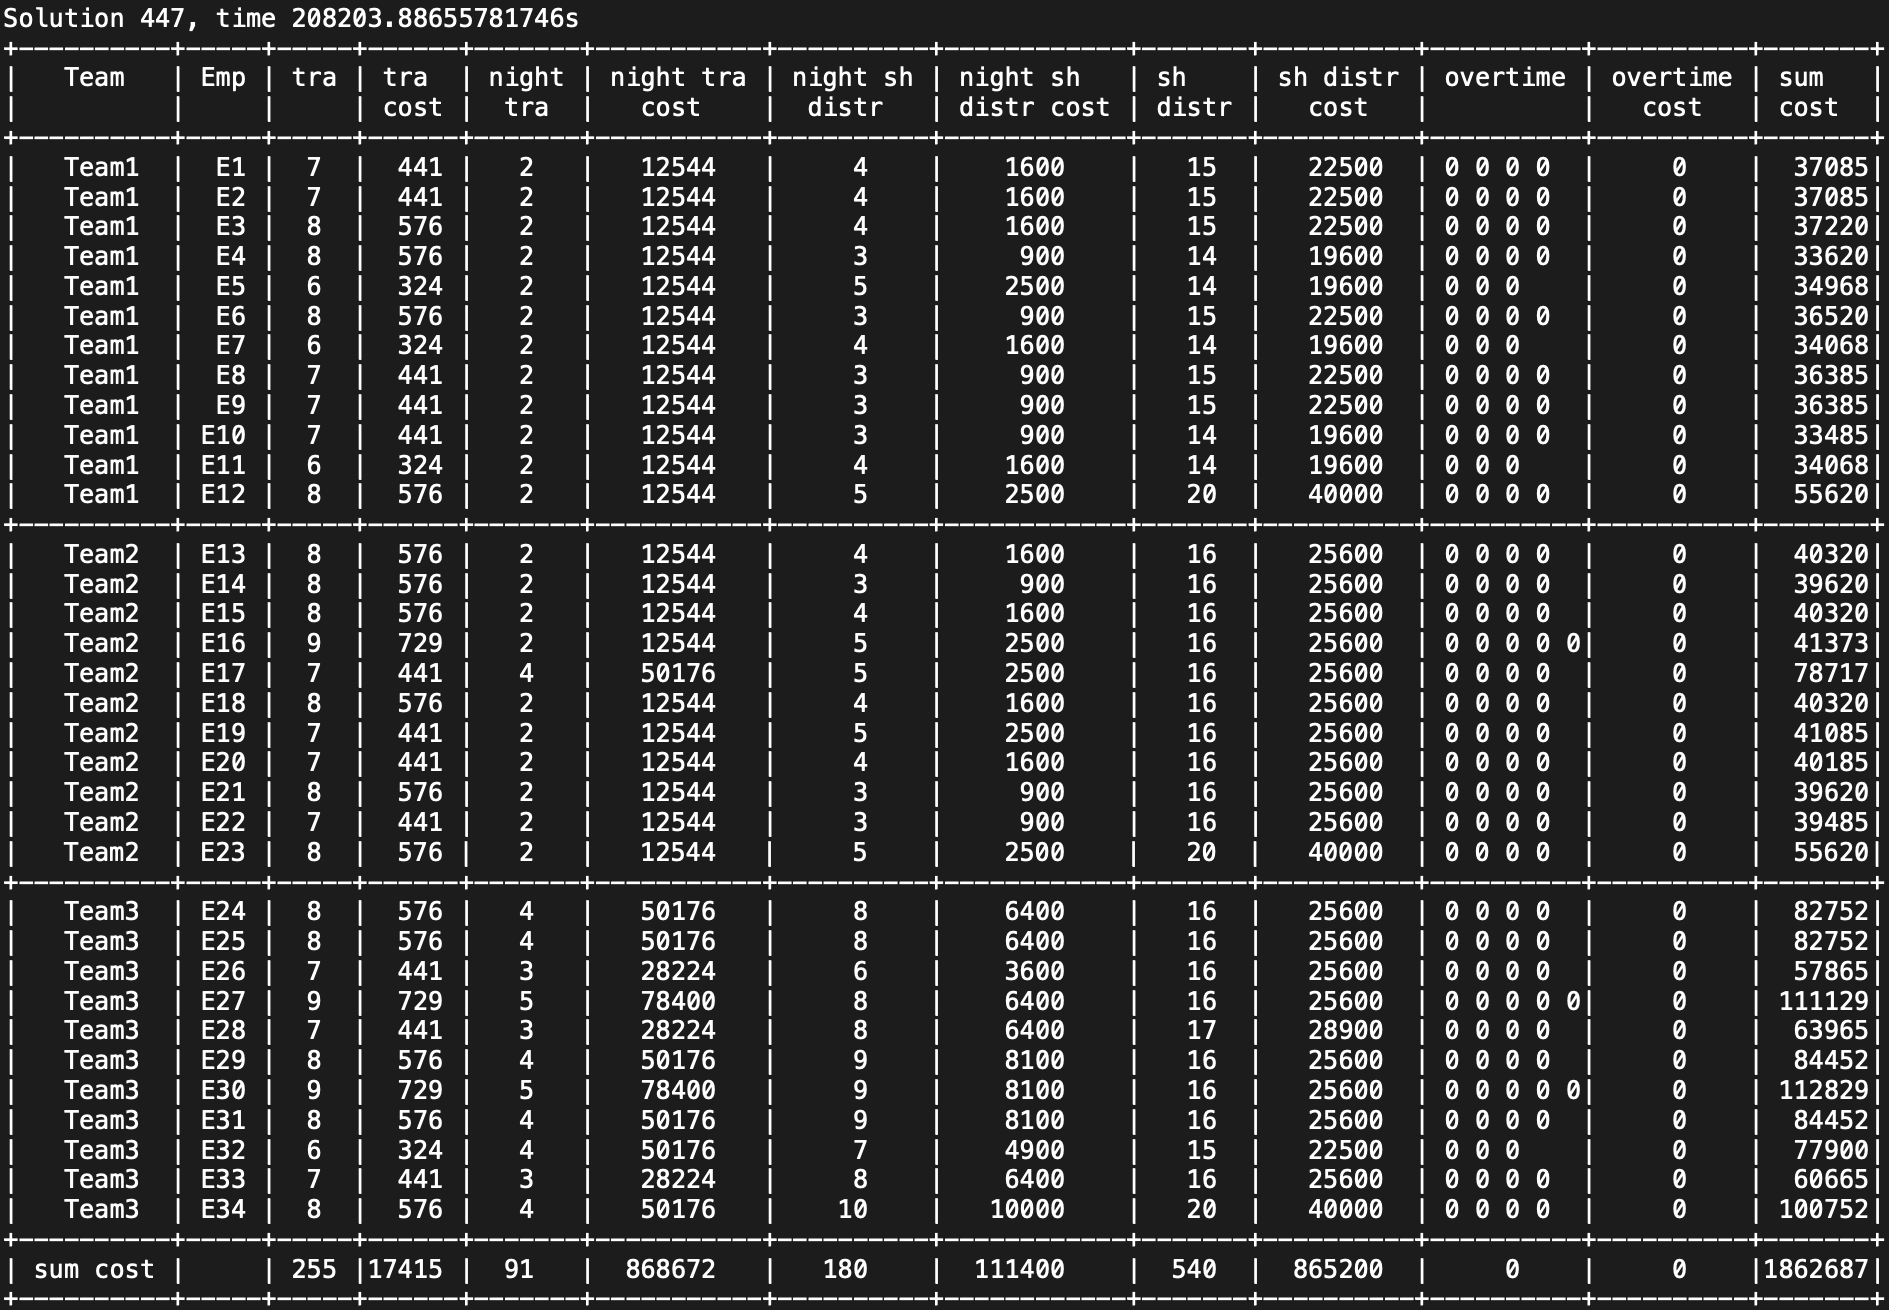 Solution 447, time 208203.88655781746s
+----------+-----+-----+------+-------+-----------+----------+------------+-------+----------+----------+----------+-------+
| Team | Emp | tra | tra | night | night tra | night sh | night sh | sh | sh distr | overtime | overtime | sum |
| | | | cost | tra | cost | distr | distr cost | distr | cost | | cost | cost |
+----------+-----+-----+------+-------+-----------+----------+------------+-------+----------+----------+----------+-------+
| Team1 | E1 | 7 | 441 | 2 | 12544 | 4 | 1600 | 15 | 22500 | 0 0 0 0 | 0 | 37085|
| Team1 | E2 | 7 | 441 | 2 | 12544 | 4 | 1600 | 15 | 22500 | 0 0 0 0 | 0 | 37085|
| Team1 | E3 | 8 | 576 | 2 | 12544 | 4 | 1600 | 15 | 22500 | 0 0 0 0 | 0 | 37220|
| Team1 | E4 | 8 | 576 | 2 | 12544 | 3 | 900 | 14 | 19600 | 0 0 0 0 | 0 | 33620|
| Team1 | E5 | 6 | 324 | 2 | 12544 | 5 | 2500 | 14 | 19600 | 0 0 0 | 0 | 34968|
| Team1 | E6 | 8 | 576 | 2 | 12544 | 3 | 900 | 15 | 22500 | 0 0 0 0 | 0 | 36520|
| Team1 | E7 | 6 | 324 | 2 | 12544 | 4 | 1600 | 14 | 19600 | 0 0 0 | 0 | 34068|
| Team1 | E8 | 7 | 441 | 2 | 12544 | 3 | 900 | 15 | 22500 | 0 0 0 0 | 0 | 36385|
| Team1 | E9 | 7 | 441 | 2 | 12544 | 3 | 900 | 15 | 22500 | 0 0 0 0 | 0 | 36385|
| Team1 | E10 | 7 | 441 | 2 | 12544 | 3 | 900 | 14 | 19600 | 0 0 0 0 | 0 | 33485|
| Team1 | E11 | 6 | 324 | 2 | 12544 | 4 | 1600 | 14 | 19600 | 0 0 0 | 0 | 34068|
| Team1 | E12 | 8 | 576 | 2 | 12544 | 5 | 2500 | 20 | 40000 | 0 0 0 0 | 0 | 55620|
+----------+-----+-----+------+-------+-----------+----------+------------+-------+----------+----------+----------+-------+
| Team2 | E13 | 8 | 576 | 2 | 12544 | 4 | 1600 | 16 | 25600 | 0 0 0 0 | 0 | 40320|
| Team2 | E14 | 8 | 576 | 2 | 12544 | 3 | 900 | 16 | 25600 | 0 0 0 0 | 0 | 39620|
| Team2 | E15 | 8 | 576 | 2 | 12544 | 4 | 1600 | 16 | 25600 | 0 0 0 0 | 0 | 40320|
| Team2 | E16 | 9 | 729 | 2 | 12544 | 5 | 2500 | 16 | 25600 | 0 0 0 0 0| 0 | 41373|
| Team2 | E17 | 7 | 441 | 4 | 50176 | 5 | 2500 | 16 | 25600 | 0 0 0 0 | 0 | 78717|
| Team2 | E18 | 8 | 576 | 2 | 12544 | 4 | 1600 | 16 | 25600 | 0 0 0 0 | 0 | 40320|
| Team2 | E19 | 7 | 441 | 2 | 12544 | 5 | 2500 | 16 | 25600 | 0 0 0 0 | 0 | 41085|
| Team2 | E20 | 7 | 441 | 2 | 12544 | 4 | 1600 | 16 | 25600 | 0 0 0 0 | 0 | 40185|
| Team2 | E21 | 8 | 576 | 2 | 12544 | 3 | 900 | 16 | 25600 | 0 0 0 0 | 0 | 39620|
| Team2 | E22 | 7 | 441 | 2 | 12544 | 3 | 900 | 16 | 25600 | 0 0 0 0 | 0 | 39485|
| Team2 | E23 | 8 | 576 | 2 | 12544 | 5 | 2500 | 20 | 40000 | 0 0 0 0 | 0 | 55620|
+----------+-----+-----+------+-------+-----------+----------+------------+-------+----------+----------+----------+-------+
| Team3 | E24 | 8 | 576 | 4 | 50176 | 8 | 6400 | 16 | 25600 | 0 0 0 0 | 0 | 82752|
| Team3 | E25 | 8 | 576 | 4 | 50176 | 8 | 6400 | 16 | 25600 | 0 0 0 0 | 0 | 82752|
| Team3 | E26 | 7 | 441 | 3 | 28224 | 6 | 3600 | 16 | 25600 | 0 0 0 0 | 0 | 57865|
| Team3 | E27 | 9 | 729 | 5 | 78400 | 8 | 6400 | 16 | 25600 | 0 0 0 0 0| 0 | 111129|
| Team3 | E28 | 7 | 441 | 3 | 28224 | 8 | 6400 | 17 | 28900 | 0 0 0 0 | 0 | 63965|
| Team3 | E29 | 8 | 576 | 4 | 50176 | 9 | 8100 | 16 | 25600 | 0 0 0 0 | 0 | 84452|
| Team3 | E30 | 9 | 729 | 5 | 78400 | 9 | 8100 | 16 | 25600 | 0 0 0 0 0| 0 | 112829|
| Team3 | E31 | 8 | 576 | 4 | 50176 | 9 | 8100 | 16 | 25600 | 0 0 0 0 | 0 | 84452|
| Team3 | E32 | 6 | 324 | 4 | 50176 | 7 | 4900 | 15 | 22500 | 0 0 0 | 0 | 77900|
| Team3 | E33 | 7 | 441 | 3 | 28224 | 8 | 6400 | 16 | 25600 | 0 0 0 0 | 0 | 60665|
| Team3 | E34 | 8 | 576 | 4 | 50176 | 10 | 10000 | 20 | 40000 | 0 0 0 0 | 0 | 100752|
+----------+-----+-----+------+-------+-----------+----------+------------+-------+----------+----------+----------+-------+
| sum cost | | 255 |17415 | 91 | 868672 | 180 | 111400 | 540 | 865200 | 0 | 0 |1862687|
+----------+-----+-----+------+-------+-----------+----------+------------+-------+----------+----------+----------+-------+